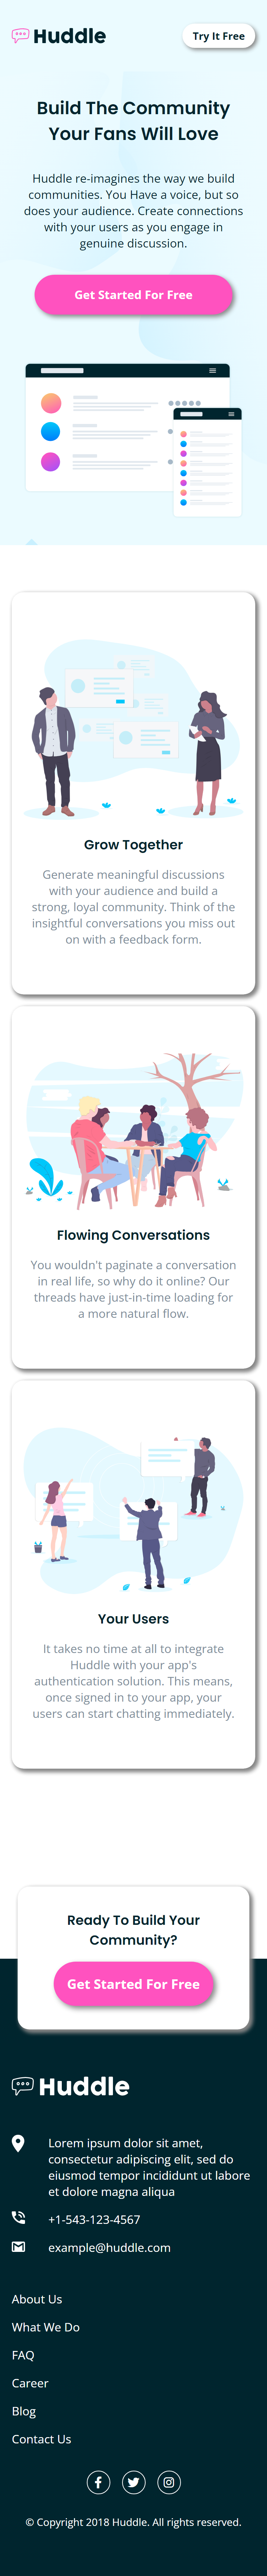 Huddle
Try It Free
Build The Community
Your Fans Will Love
Huddle re-imagines the way we build
communities. You Have a voice, but so
does your audience. Create connections
with your users as you engage in
genuine discussion.
Get Started For Free
Grow Together
Generate meaningful discussions
with your audience and build a
strong, loyal community. Think of the
insightful conversations you miss out
on with a feedback form.
Flowing Conversations
You wouldn't paginate a conversation
in real life, so why do it online? Our
threads have just-in-time loading for
a more natural flow.
Your Users
It takes no time at all to integrate
Huddle with your app's
authentication solution. This means,
once signed in to your app, your
users can start chatting immediately.
Ready To Build Your
Community?
Get Started For Free
Huddle
Lorem ipsum dolor sit amet,
consectetur adipiscing elit, sed do
eiusmod tempor incididunt ut labore
et dolore magna aliqua
+1-543-123-4567
example@huddle.com
About Us
What We Do
FAQ
Career
Blog
Contact Us
© Copyright 2018 Huddle. All rights reserved.